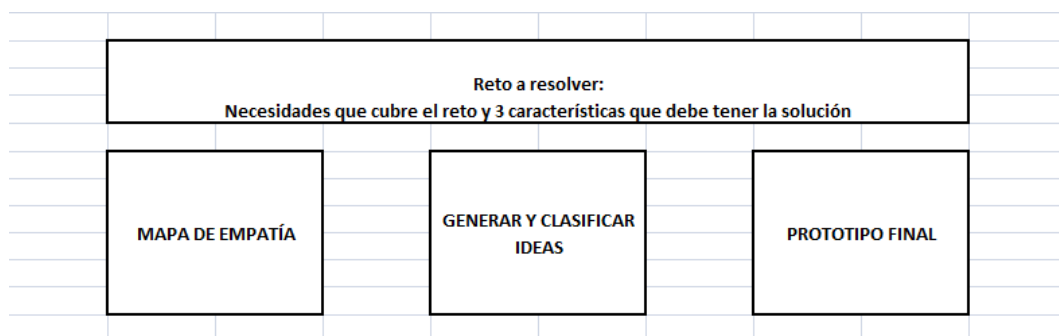 Reto a resolver:
Necesidades que cubre el reto y 3 características que debe tener la solución
MAPA DE EMPATÍA
GENERAR Y CLASIFICAR
IDEAS
PROTOTIPO FINAL